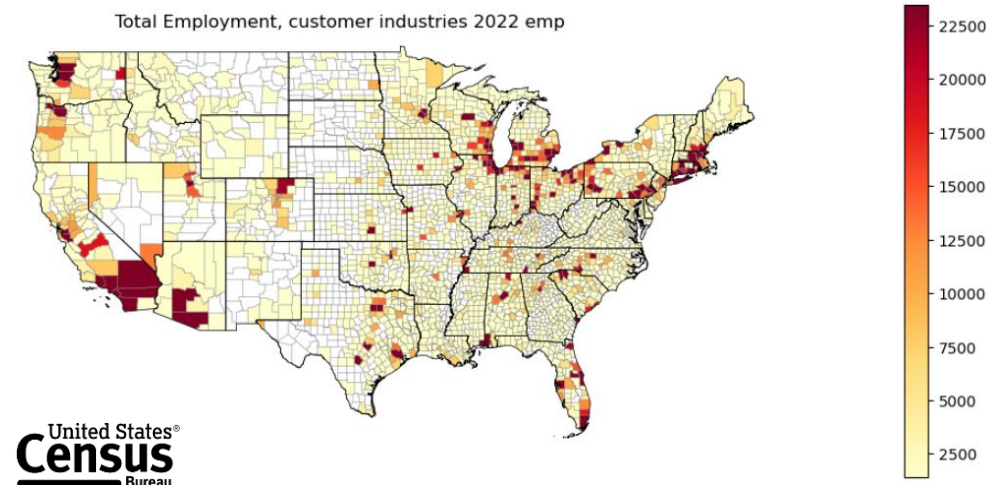 Total Employment, customer industries 2022 emp
22500
20000
17500
15000
12500
10000
7500
5000
2500
United States®
Census
Bureau